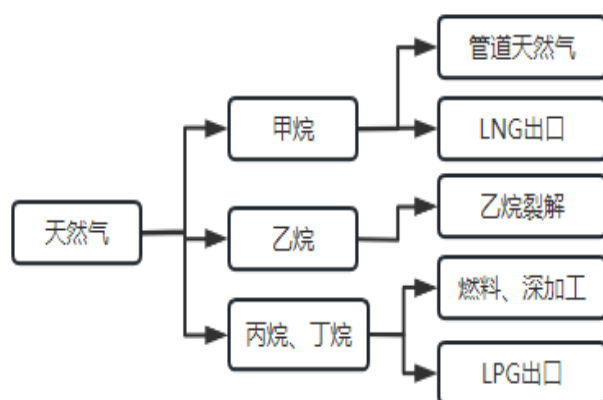 天然气
甲烷
乙烷
丙烷、丁烷
管道天然气
LNG出口
乙烷裂解
燃料、深加工
LPG出口